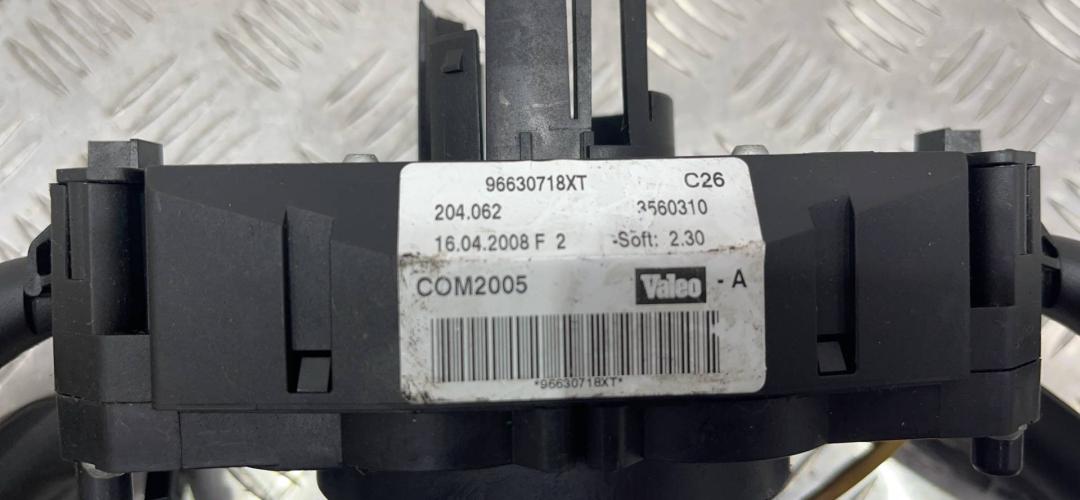 96630718XT C26
204.062 3560310
16.04.2008 F 2 -Soft: 2.30
COM2005 Valeo - A
*96630718XT*